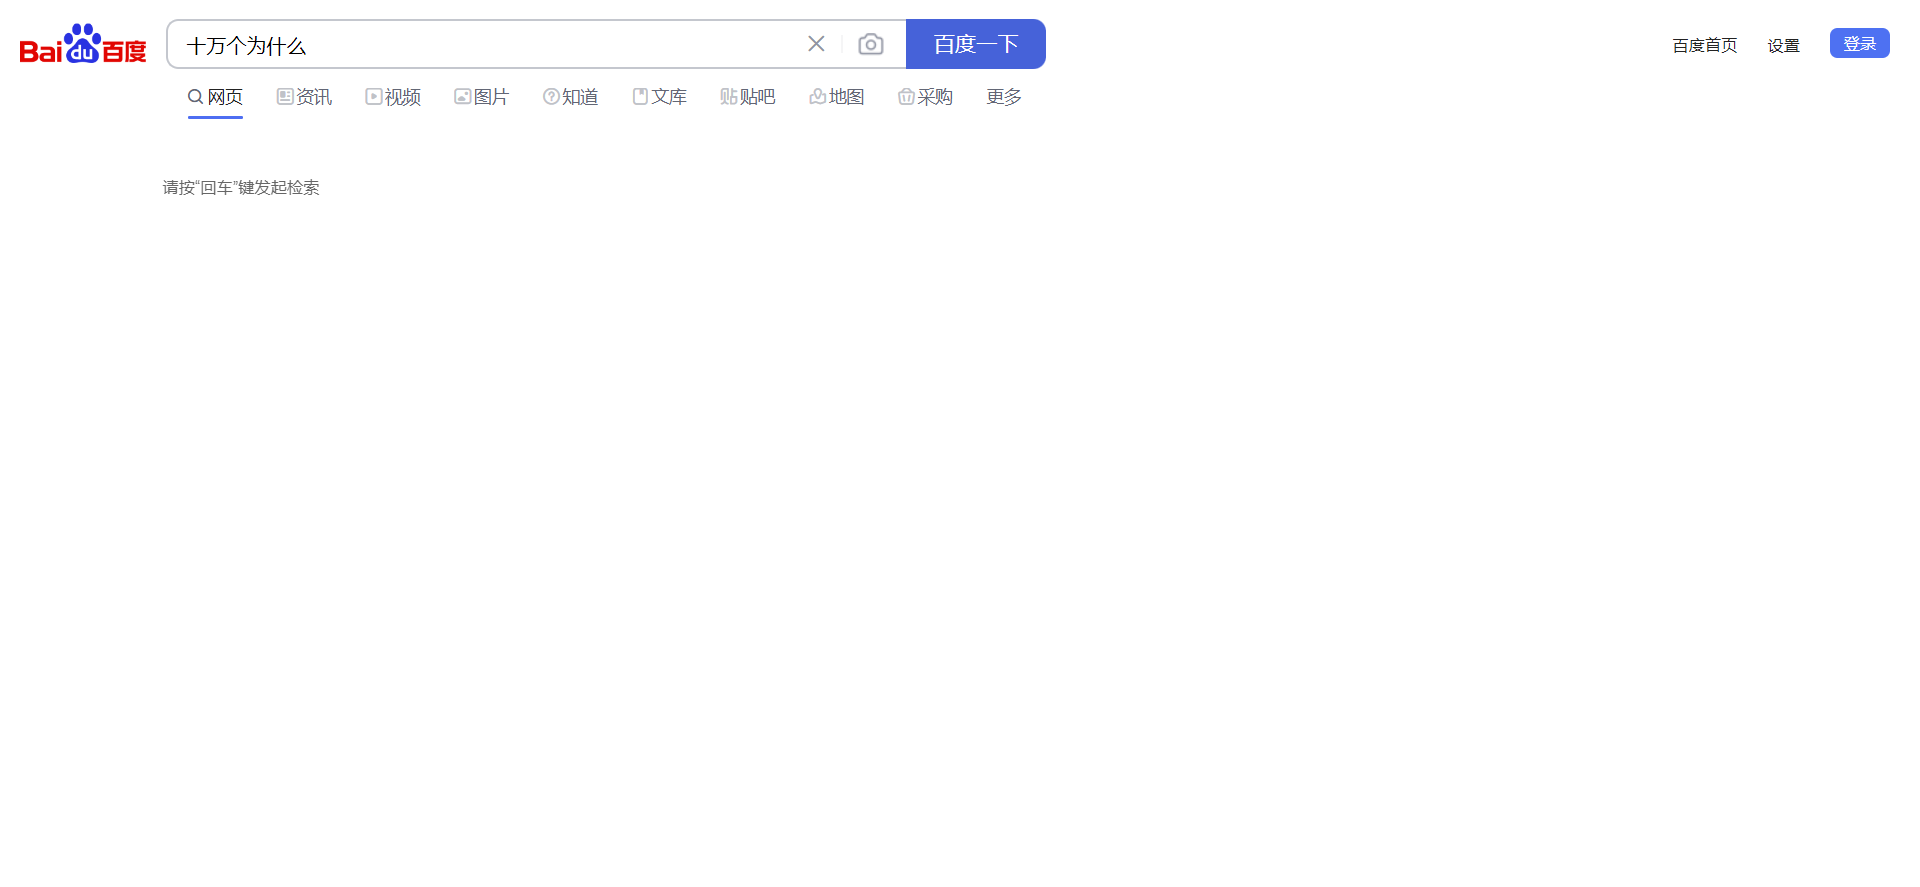 Bai du 百度 十万个为什么 百度一下 百度首页 设置 登录
网页 资讯 视频 图片 知道 文库 贴 贴吧 地图 采购 更多
请按“回车”键发起检索